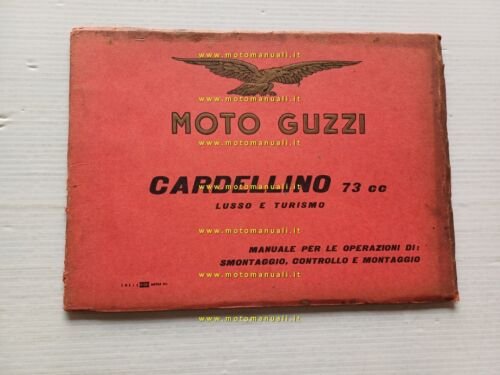 www.motomanuali.it
www.motomanuali.it
MOTO GUZZI
www.motomanuali.it
CARDELLINO 73 cc
www.motomanuali.it
LUSSO E TURISMO
www.motomanuali.it
MANUALE PER LE OPERAZIONI DI:
SMONTAGGIO, CONTROLLO E MONTAGGIO
www.motomanuali.it
www.motomanuali.it